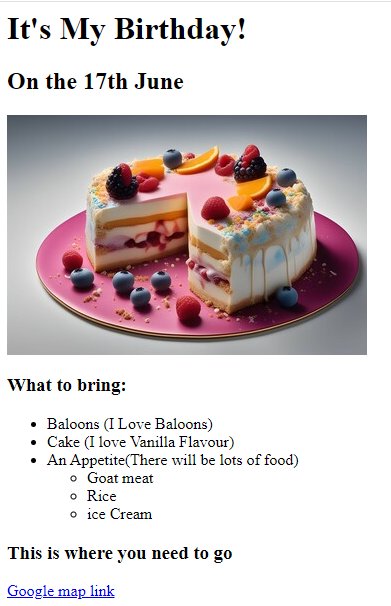 It's My Birthday!
On the 17th June
What to bring:
Baloons (I Love Baloons)
Cake (I love Vanilla Flavour)
An Appetite(There will be lots of food)
Goat meat
Rice
ice Cream
This is where you need to go
Google map link